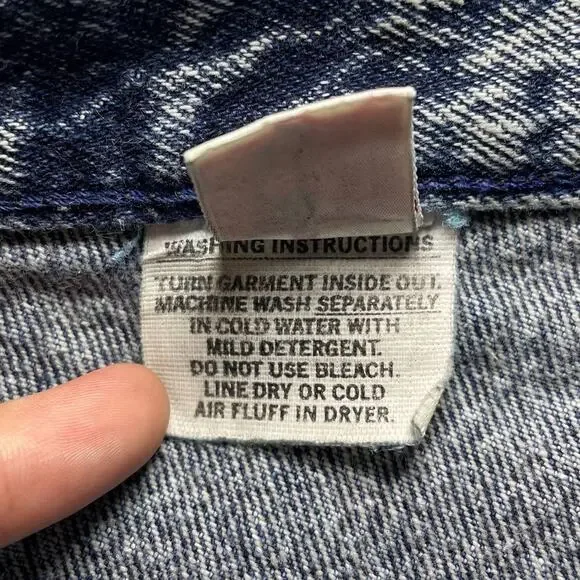 WASHING INSTRUCTIONS
TURN GARMENT INSIDE OUT.
MACHINE WASH SEPARATELY
IN COLD WATER WITH
MILD DETERGENT.
DO NOT USE BLEACH.
LINE DRY OR COLD
AIR FLUFF IN DRYER.